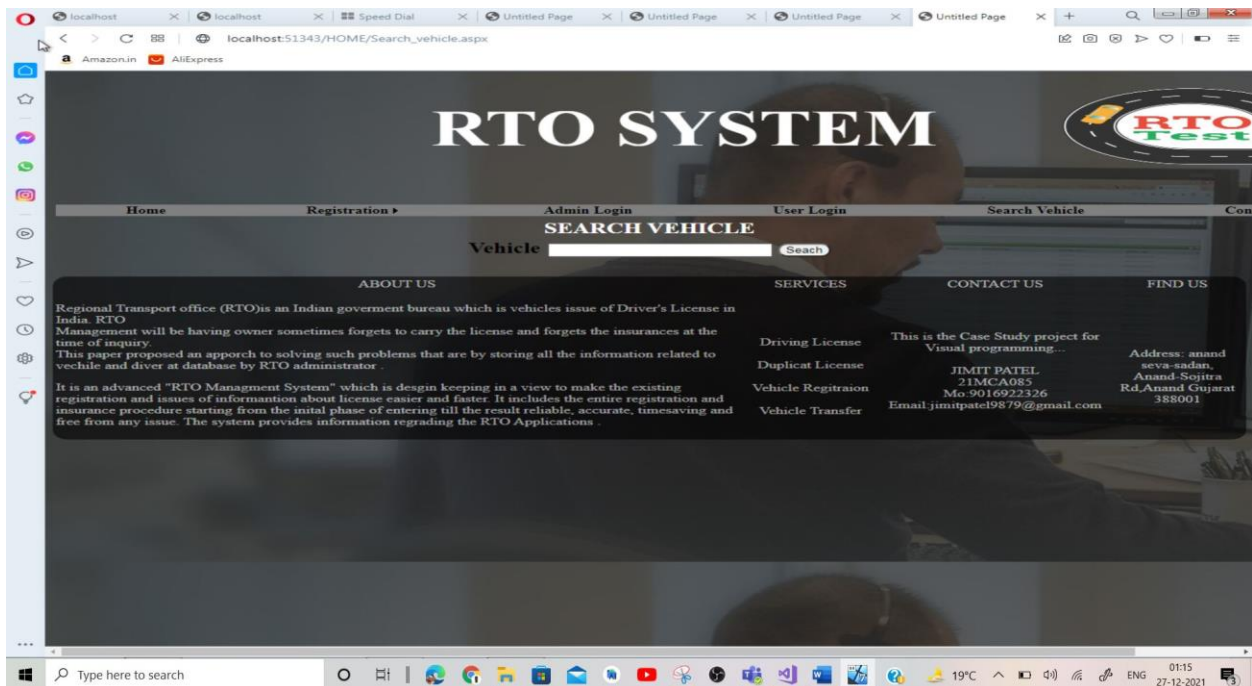 localhost
localhost
Speed Dial
Untitled Page
Untitled Page
Untitled Page
Untitled Page
localhost:51343/HOME/Search_vehicle.aspx
Amazon.in
AliExpress
RTO SYSTEM
RTO
Test
Home Registration Admin Login User Login Search Vehicle Con
SEARCH VEHICLE
Vehicle Seach
ABOUT US
Regional Transport office (RTO)is an Indian goverment bureau which is vehicles issue of Driver's License in
India. RTO
Management will be having owner sometimes forgets to carry the license and forgets the insurances at the
time of inquiry.
This paper proposed an apporch to solving such problems that are by storing all the information related to
vechile and diver at database by RTO administrator .
It is an advanced "RTO Managment System" which is desgin keeping in a view to make the existing
registration and issues of informantion about license easier and faster. It includes the entire registration and
insurance procedure starting from the inital phase of entering till the result reliable, accurate, timesaving and
free from any issue. The system provides information regrading the RTO Applications .
SERVICES
Driving License
Duplicat License
Vehicle Regitraion
Vehicle Transfer
CONTACT US
This is the Case Study project for
Visual programming...
JIMIT PATEL
21MCA085
Mo:9016922326
Email:jimitpatel9879@gmail.com
FIND US
Address: anand
seva-sadan,
Anand-Sojitra
Rd,Anand Gujarat
388001
Type here to search
19°C
ENG
01:15
27-12-2021